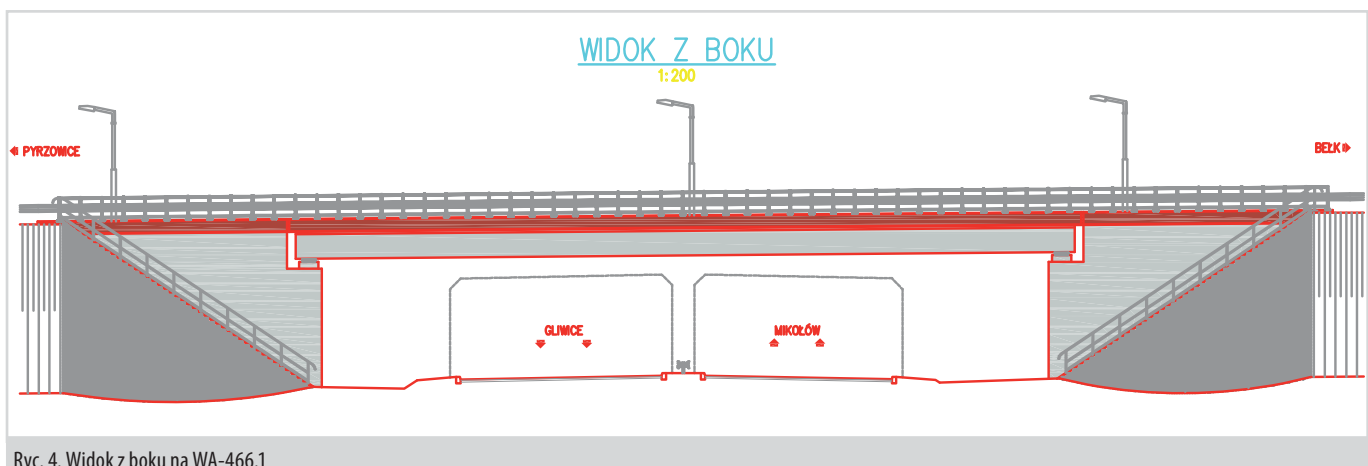 WIDOK Z BOKU
1:200
PYRZOWICE
BEŁK
GLIWICE
MIKOŁÓW
Ryc. 4. Widok z boku na WA-466.1